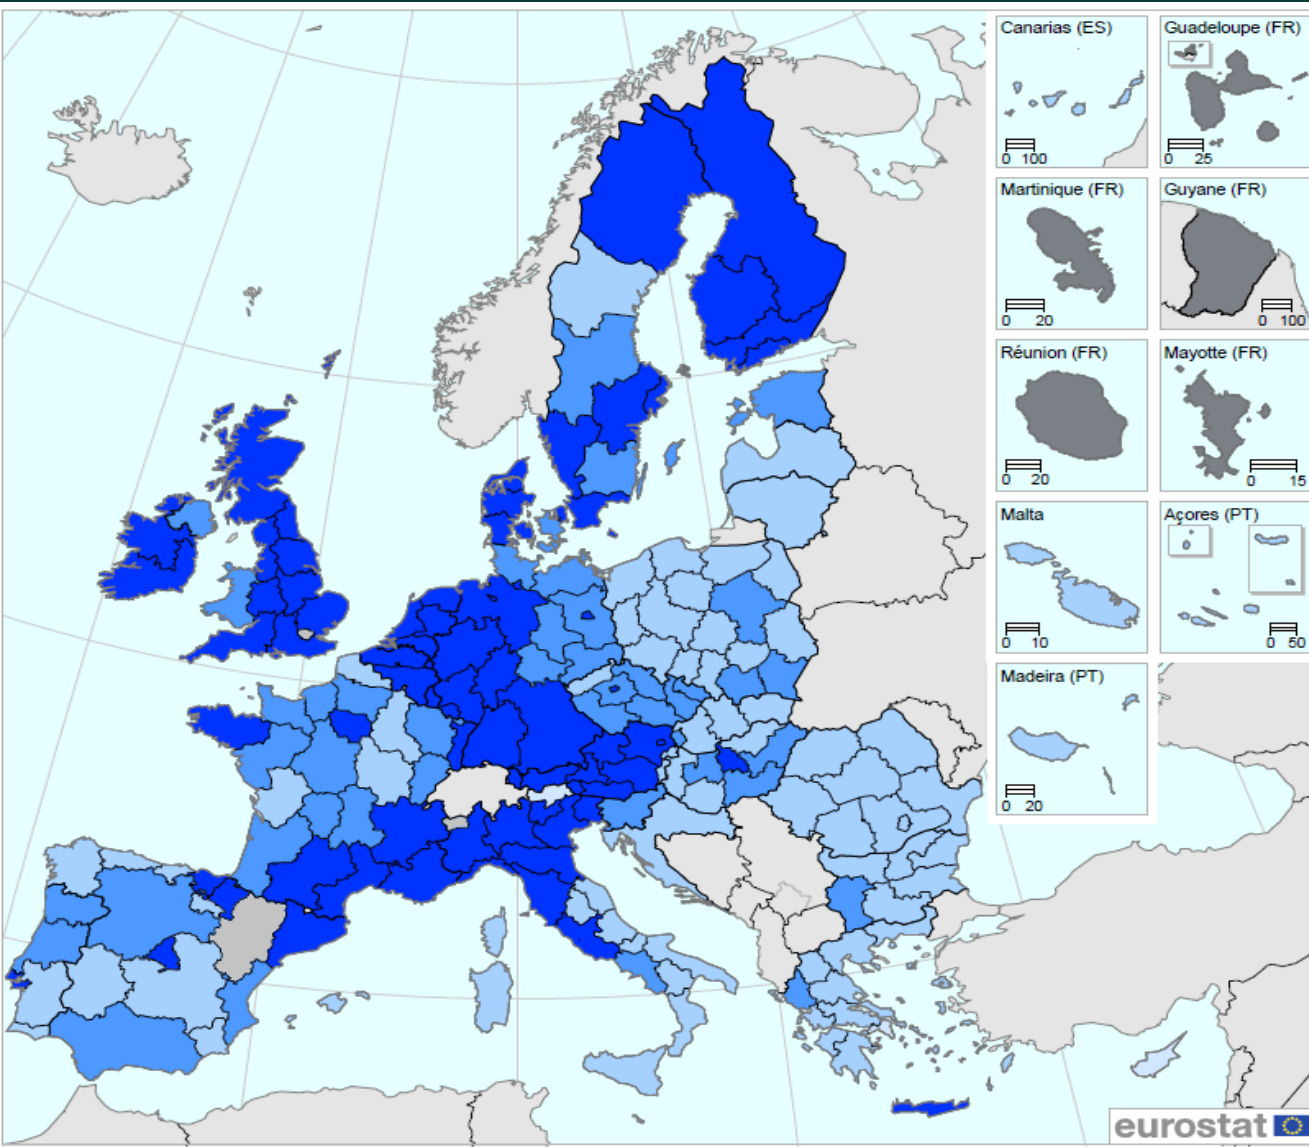 Canarias (ES)
0 100
Guadeloupe (FR)
0 25
Martinique (FR)
0 20
Guyane (FR)
0 100
Réunion (FR)
0 20
Mayotte (FR)
0 15
Malta
0 10
Açores (PT)
0 50
Madeira (PT)
0 20
eurostat